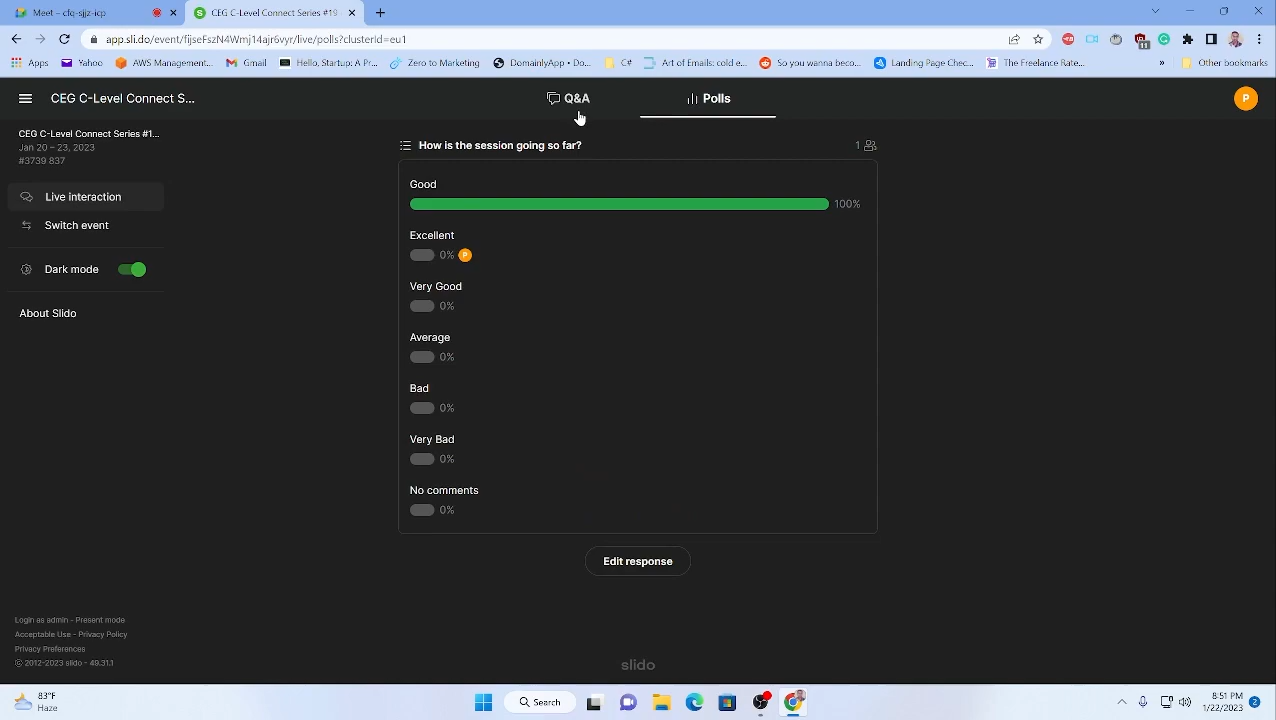 Meet – cfq-sjjz-icp
CEG C-Level Connect Series #19
app.sli.do/event/fijseFszN4Wmj14ajr6vyr/live/polls?clusterId=eu1
11
Apps
Yahoo
AWS Management...
Gmail
Hello, Startup: A Pr...
Zero to Marketing
DomainlyApp • Do...
C#
Art of Emails: cold e...
So you wanna beco...
Landing Page Chec...
The Freelance Rate...
»
Other bookmarks
CEG C-Level Connect S...
Q&A
Polls
P
CEG C-Level Connect Series #1...
Jan 20 – 23, 2023
#3739 837
Live interaction
Switch event
Dark mode
About Slido
How is the session going so far?
1
Good
100%
Excellent
0% P
Very Good
0%
Average
0%
Bad
0%
Very Bad
0%
No comments
0%
Edit response
Login as admin - Present mode
Acceptable Use - Privacy Policy
Privacy Preferences
© 2012-2023 slido - 49.31.1
slido
83°F
Haze
Search
8:51 PM
1/22/2023
2